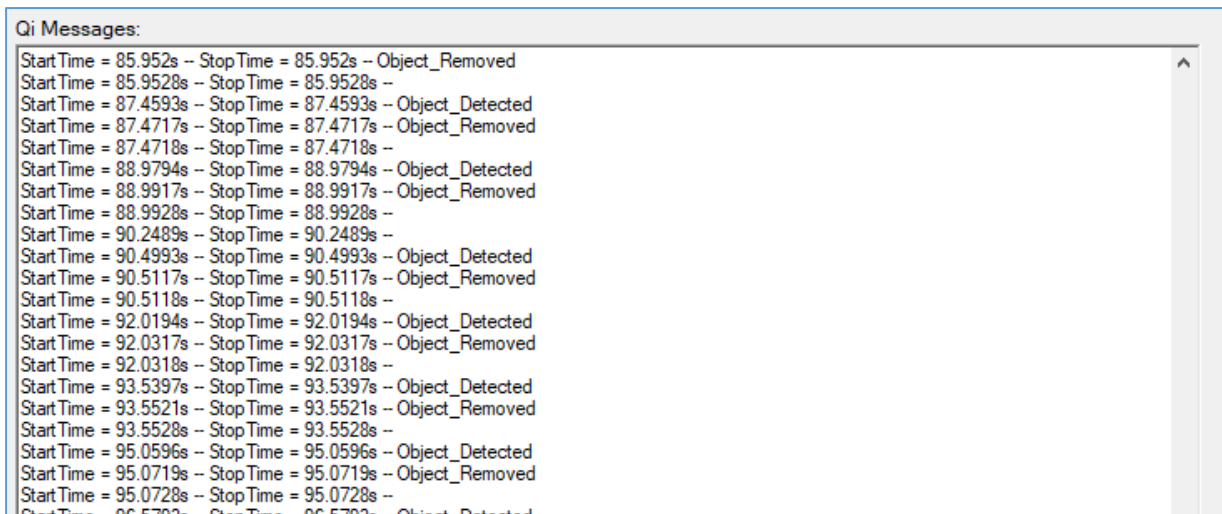 Qi Messages:
StartTime = 85.952s -- StopTime = 85.952s -- Object_Removed
StartTime = 85.9528s -- StopTime = 85.9528s --
StartTime = 87.4593s -- StopTime = 87.4593s -- Object_Detected
StartTime = 87.4717s -- StopTime = 87.4717s -- Object_Removed
StartTime = 87.4718s -- StopTime = 87.4718s --
StartTime = 88.9794s -- StopTime = 88.9794s -- Object_Detected
StartTime = 88.9917s -- StopTime = 88.9917s -- Object_Removed
StartTime = 88.9928s -- StopTime = 88.9928s --
StartTime = 90.2489s -- StopTime = 90.2489s --
StartTime = 90.4993s -- StopTime = 90.4993s -- Object_Detected
StartTime = 90.5117s -- StopTime = 90.5117s -- Object_Removed
StartTime = 90.5118s -- StopTime = 90.5118s --
StartTime = 92.0194s -- StopTime = 92.0194s -- Object_Detected
StartTime = 92.0317s -- StopTime = 92.0317s -- Object_Removed
StartTime = 92.0318s -- StopTime = 92.0318s --
StartTime = 93.5397s -- StopTime = 93.5397s -- Object_Detected
StartTime = 93.5521s -- StopTime = 93.5521s -- Object_Removed
StartTime = 93.5528s -- StopTime = 93.5528s --
StartTime = 95.0596s -- StopTime = 95.0596s -- Object_Detected
StartTime = 95.0719s -- StopTime = 95.0719s -- Object_Removed
StartTime = 95.0728s -- StopTime = 95.0728s --